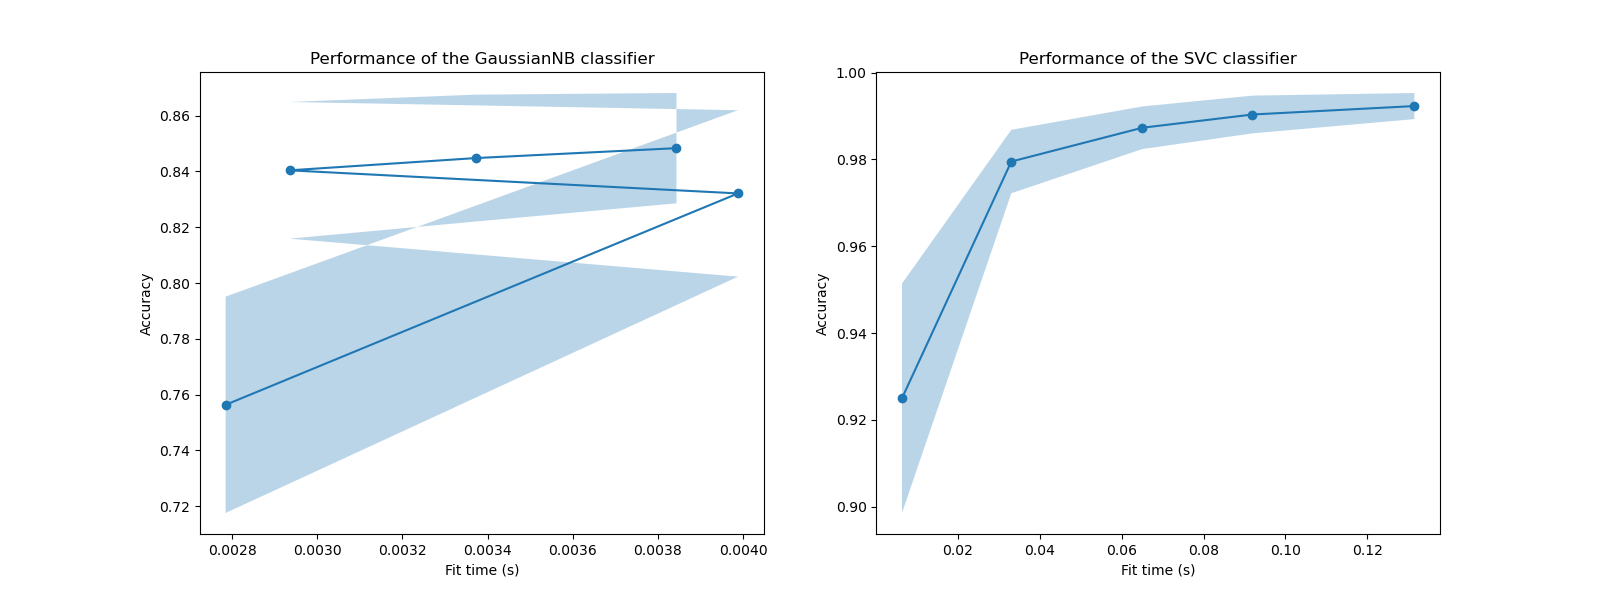 Performance of the GaussianNB classifier
Accuracy
0.86
0.84
0.82
0.80
0.78
0.76
0.74
0.72
0.0028 0.0030 0.0032 0.0034 0.0036 0.0038 0.0040
Fit time (s)
Performance of the SVC classifier
Accuracy
1.00
0.98
0.96
0.94
0.92
0.90
0.02 0.04 0.06 0.08 0.10 0.12
Fit time (s)